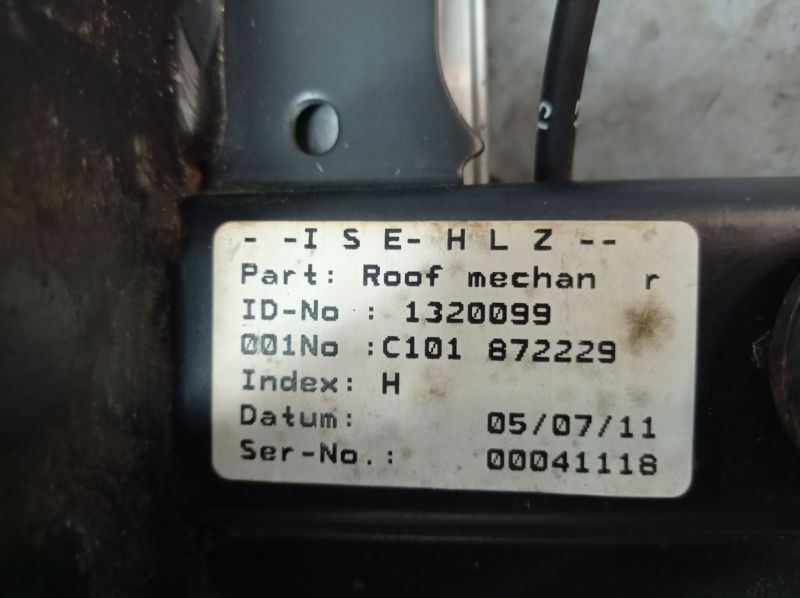 - -I S E- H L Z --
Part: Roof mechan r
ID-No : 1320099
001No :C101 872229
Index: H
Datum: 05/07/11
Ser-No.: 00041118